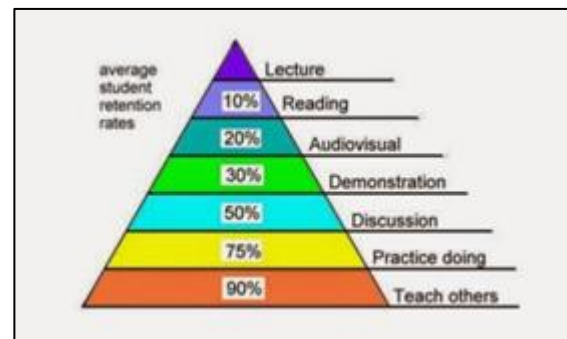 average
student
retention
rates
Lecture
10% Reading
20% Audiovisual
30% Demonstration
50% Discussion
75% Practice doing
90% Teach others